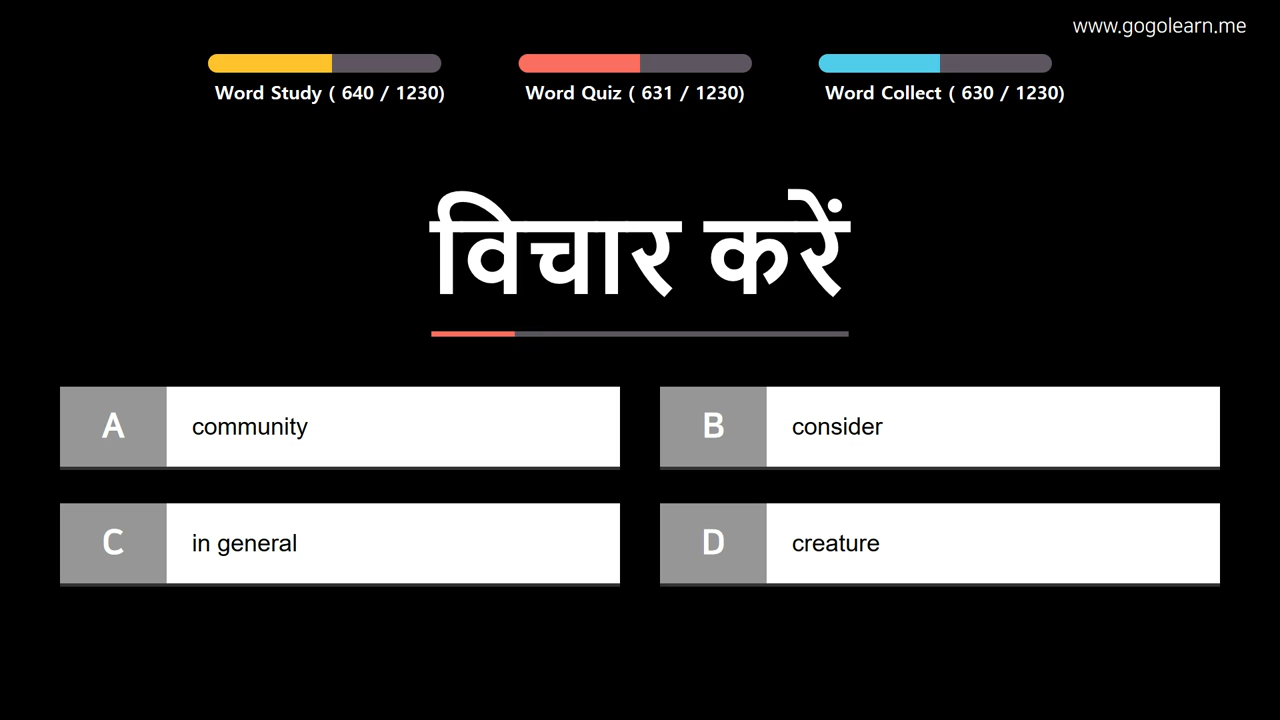 www.gogolearn.me
Word Study ( 640 / 1230)
Word Quiz ( 631 / 1230)
Word Collect ( 630 / 1230)
विचार करें
A community
B consider
C in general
D creature